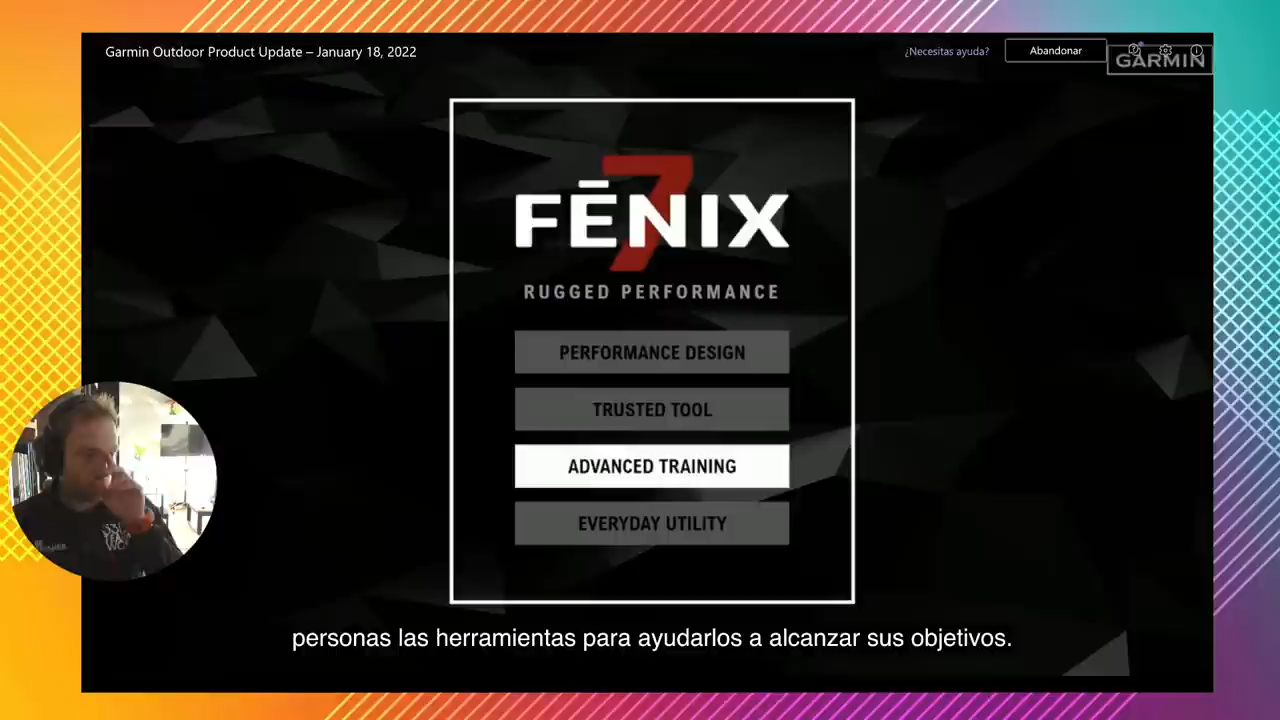 Garmin Outdoor Product Update – January 18, 2022
¿Necesitas ayuda?
Abandonar
GARMIN
7
FĒNIX
RUGGED PERFORMANCE
PERFORMANCE DESIGN
TRUSTED TOOL
ADVANCED TRAINING
EVERYDAY UTILITY
personas las herramientas para ayudarlos a alcanzar sus objetivos.